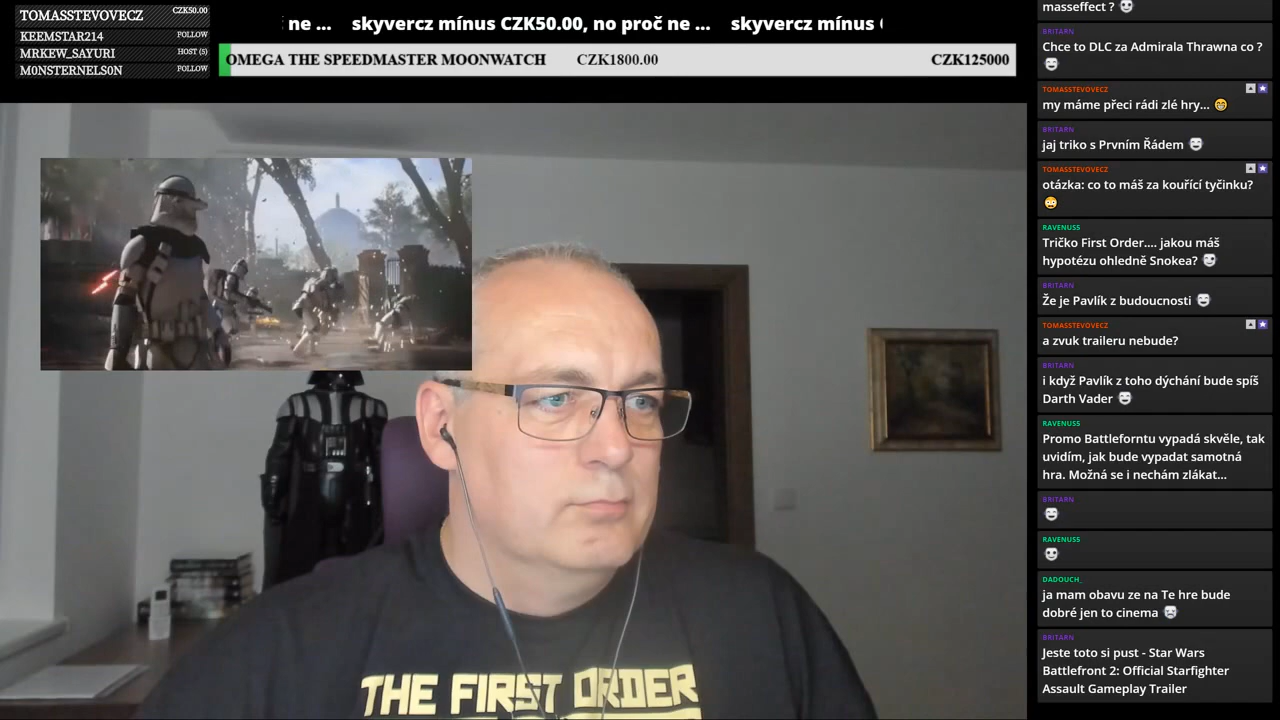 TOMASSTEVOVECZ CZK50.00
KEEMSTAR214 FOLLOW
MRKEW_SAYURI HOST (5)
M0NSTERNELS0N FOLLOW
ne ... skyvercz mínus CZK50.00, no proč ne ... skyvercz mínus
OMEGA THE SPEEDMASTER MOONWATCH CZK1800.00 CZK125000
THE FIRST ORDER
masseffect ?
BRITARN
Chce to DLC za Admirala Thrawna co ?
TOMASSTEVOVECZ
my máme přeci rádi zlé hry...
BRITARN
jaj triko s Prvním Řádem
TOMASSTEVOVECZ
otázka: co to máš za kouřící tyčinku?
RAVENUSS
Tričko First Order.... jakou máš
hypotézu ohledně Snokea?
BRITARN
Že je Pavlík z budoucnosti
TOMASSTEVOVECZ
a zvuk traileru nebude?
BRITARN
i když Pavlík z toho dýchání bude spíš
Darth Vader
RAVENUSS
Promo Battleforntu vypadá skvěle, tak
uvidím, jak bude vypadat samotná
hra. Možná se i nechám zlákat...
BRITARN
RAVENUSS
DADOUCH_
ja mam obavu ze na Te hre bude
dobré jen to cinema
BRITARN
Jeste toto si pust - Star Wars
Battlefront 2: Official Starfighter
Assault Gameplay Trailer